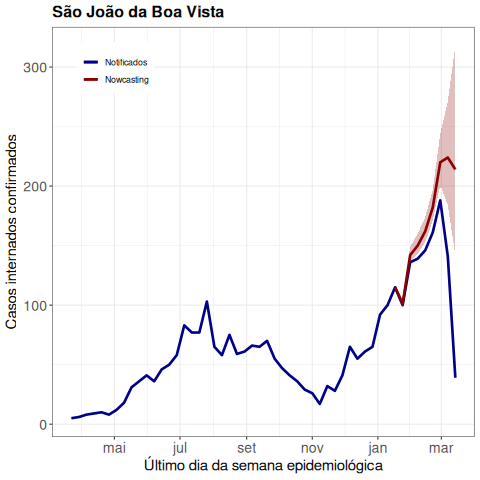 São João da Boa Vista
Notificados
Nowcasting
Casos internados confirmados
300
200
100
0
mai jul set nov jan mar
Último dia da semana epidemiológica